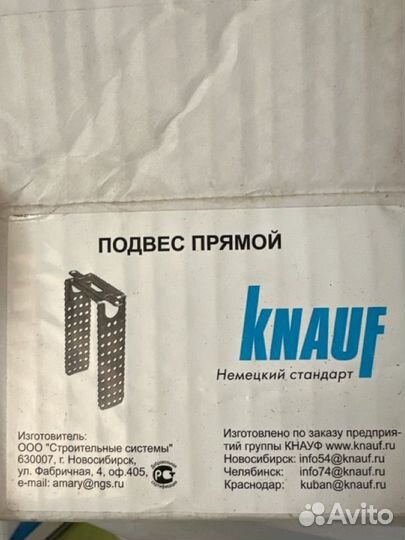 ПОДВЕС ПРЯМОЙ
KNAUF
Немецкий стандарт
Изготовитель:
ООО "Строительные системы"
630007, г. Новосибирск,
ул. Фабричная, 4, оф.405,
e-mail: amary@ngs.ru
Изготовлено по заказу предприя-
тий группы КНАУФ www.knauf.ru
Новосибирск: info54@knauf.ru
Челябинск: info74@knauf.ru
Краснодар: kuban@knauf.ru
Avito